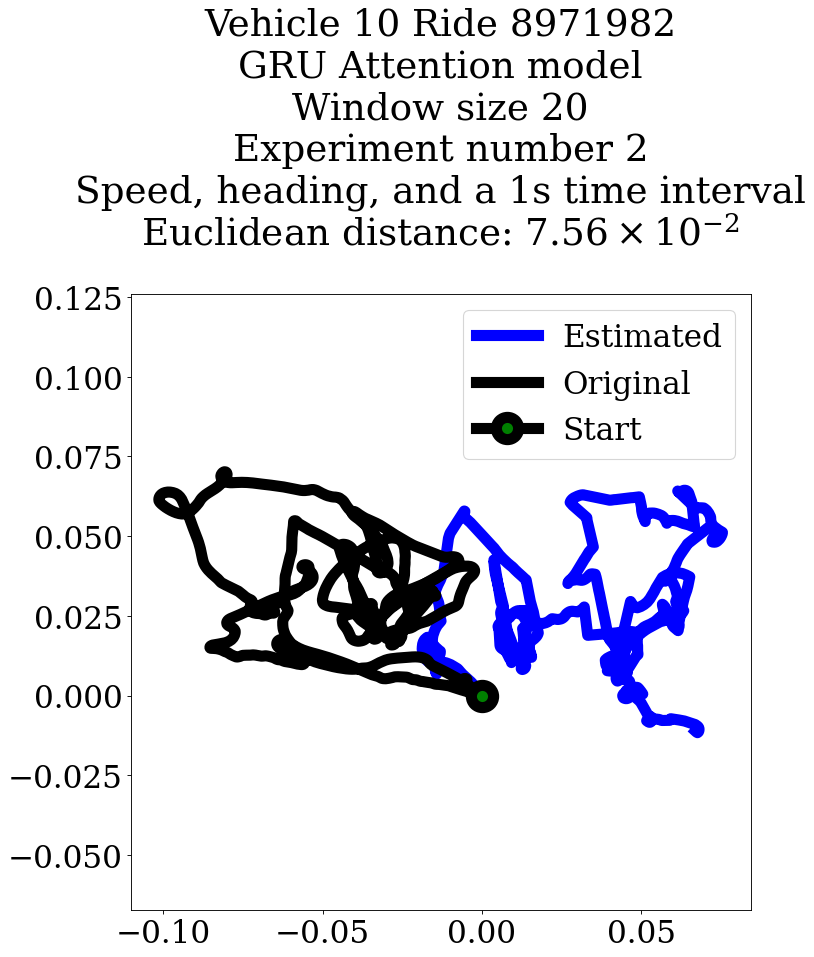 Vehicle 10 Ride 8971982
GRU Attention model
Window size 20
Experiment number 2
Speed, heading, and a 1s time interval
Euclidean distance: 7.56 × 10⁻²
0.125
0.100
0.075
0.050
0.025
0.000
−0.025
−0.050
Estimated
Original
Start
−0.10 −0.05 0.00 0.05